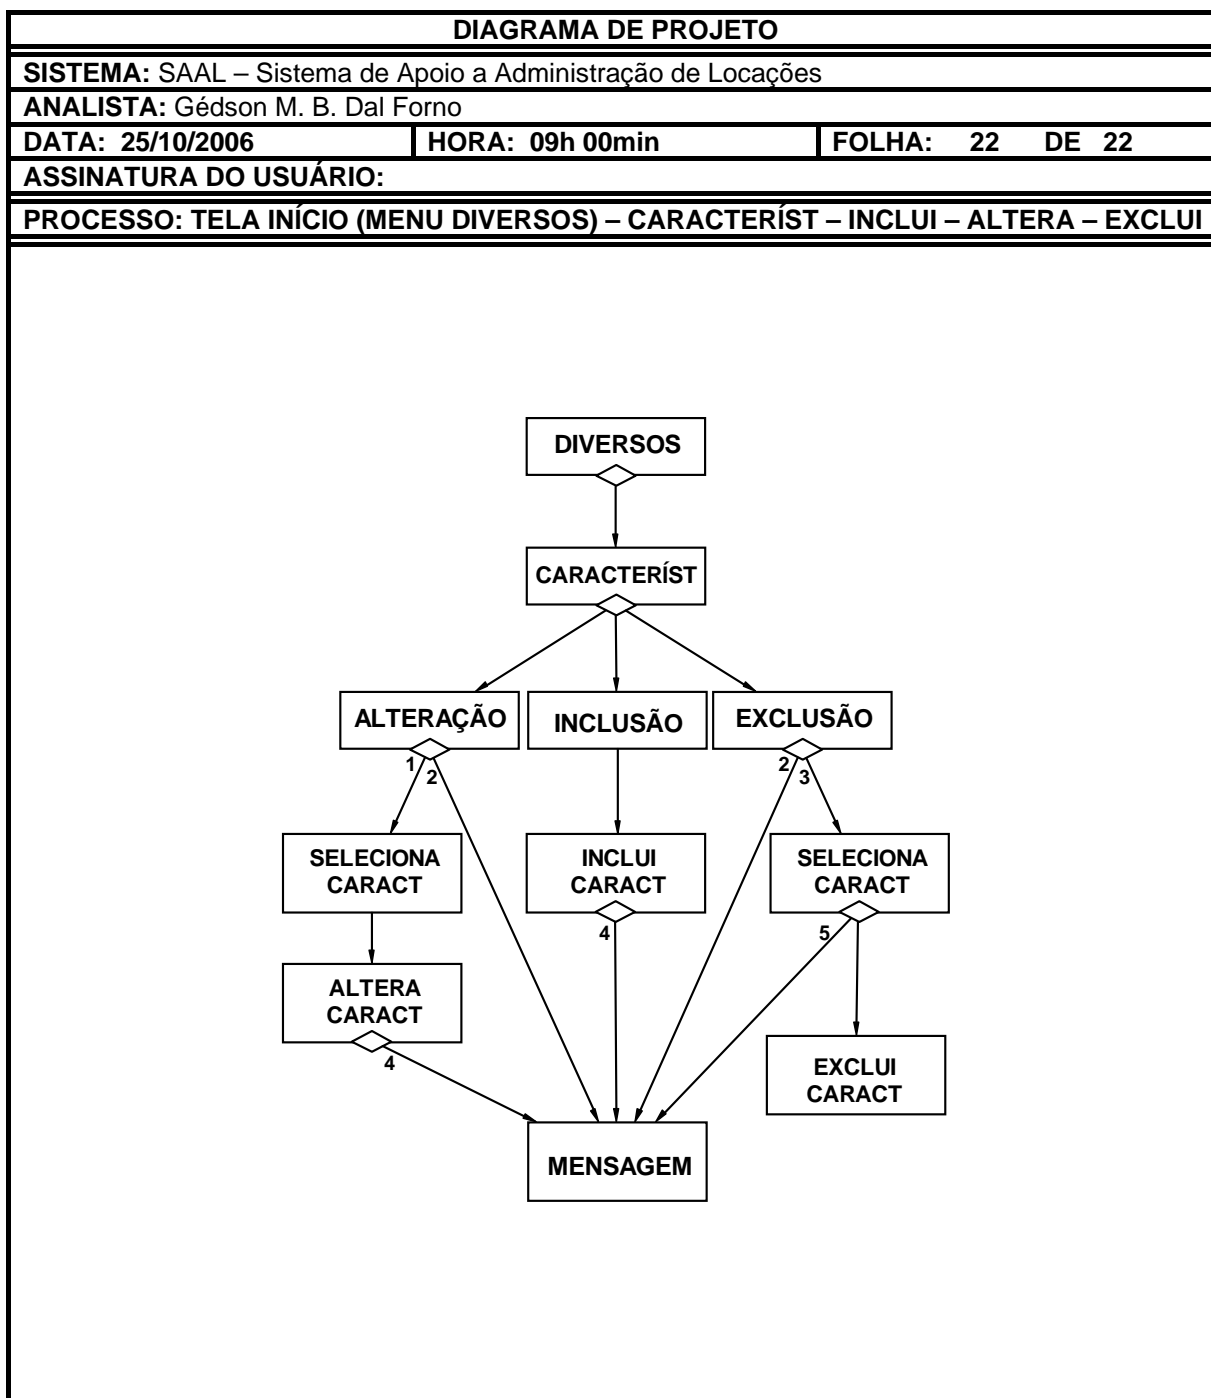 DIAGRAMA DE PROJETO
SISTEMA: SAAL – Sistema de Apoio a Administração de Locações
ANALISTA: Gédson M. B. Dal Forno
DATA: 25/10/2006 HORA: 09h 00min FOLHA: 22 DE 22
ASSINATURA DO USUÁRIO:
PROCESSO: TELA INÍCIO (MENU DIVERSOS) – CARACTERÍST – INCLUI – ALTERA – EXCLUI
DIVERSOS
CARACTERÍST
ALTERAÇÃO
INCLUSÃO
EXCLUSÃO
1
2
2
3
SELECIONA
CARACT
INCLUI
CARACT
SELECIONA
CARACT
4
5
ALTERA
CARACT
4
EXCLUI
CARACT
MENSAGEM